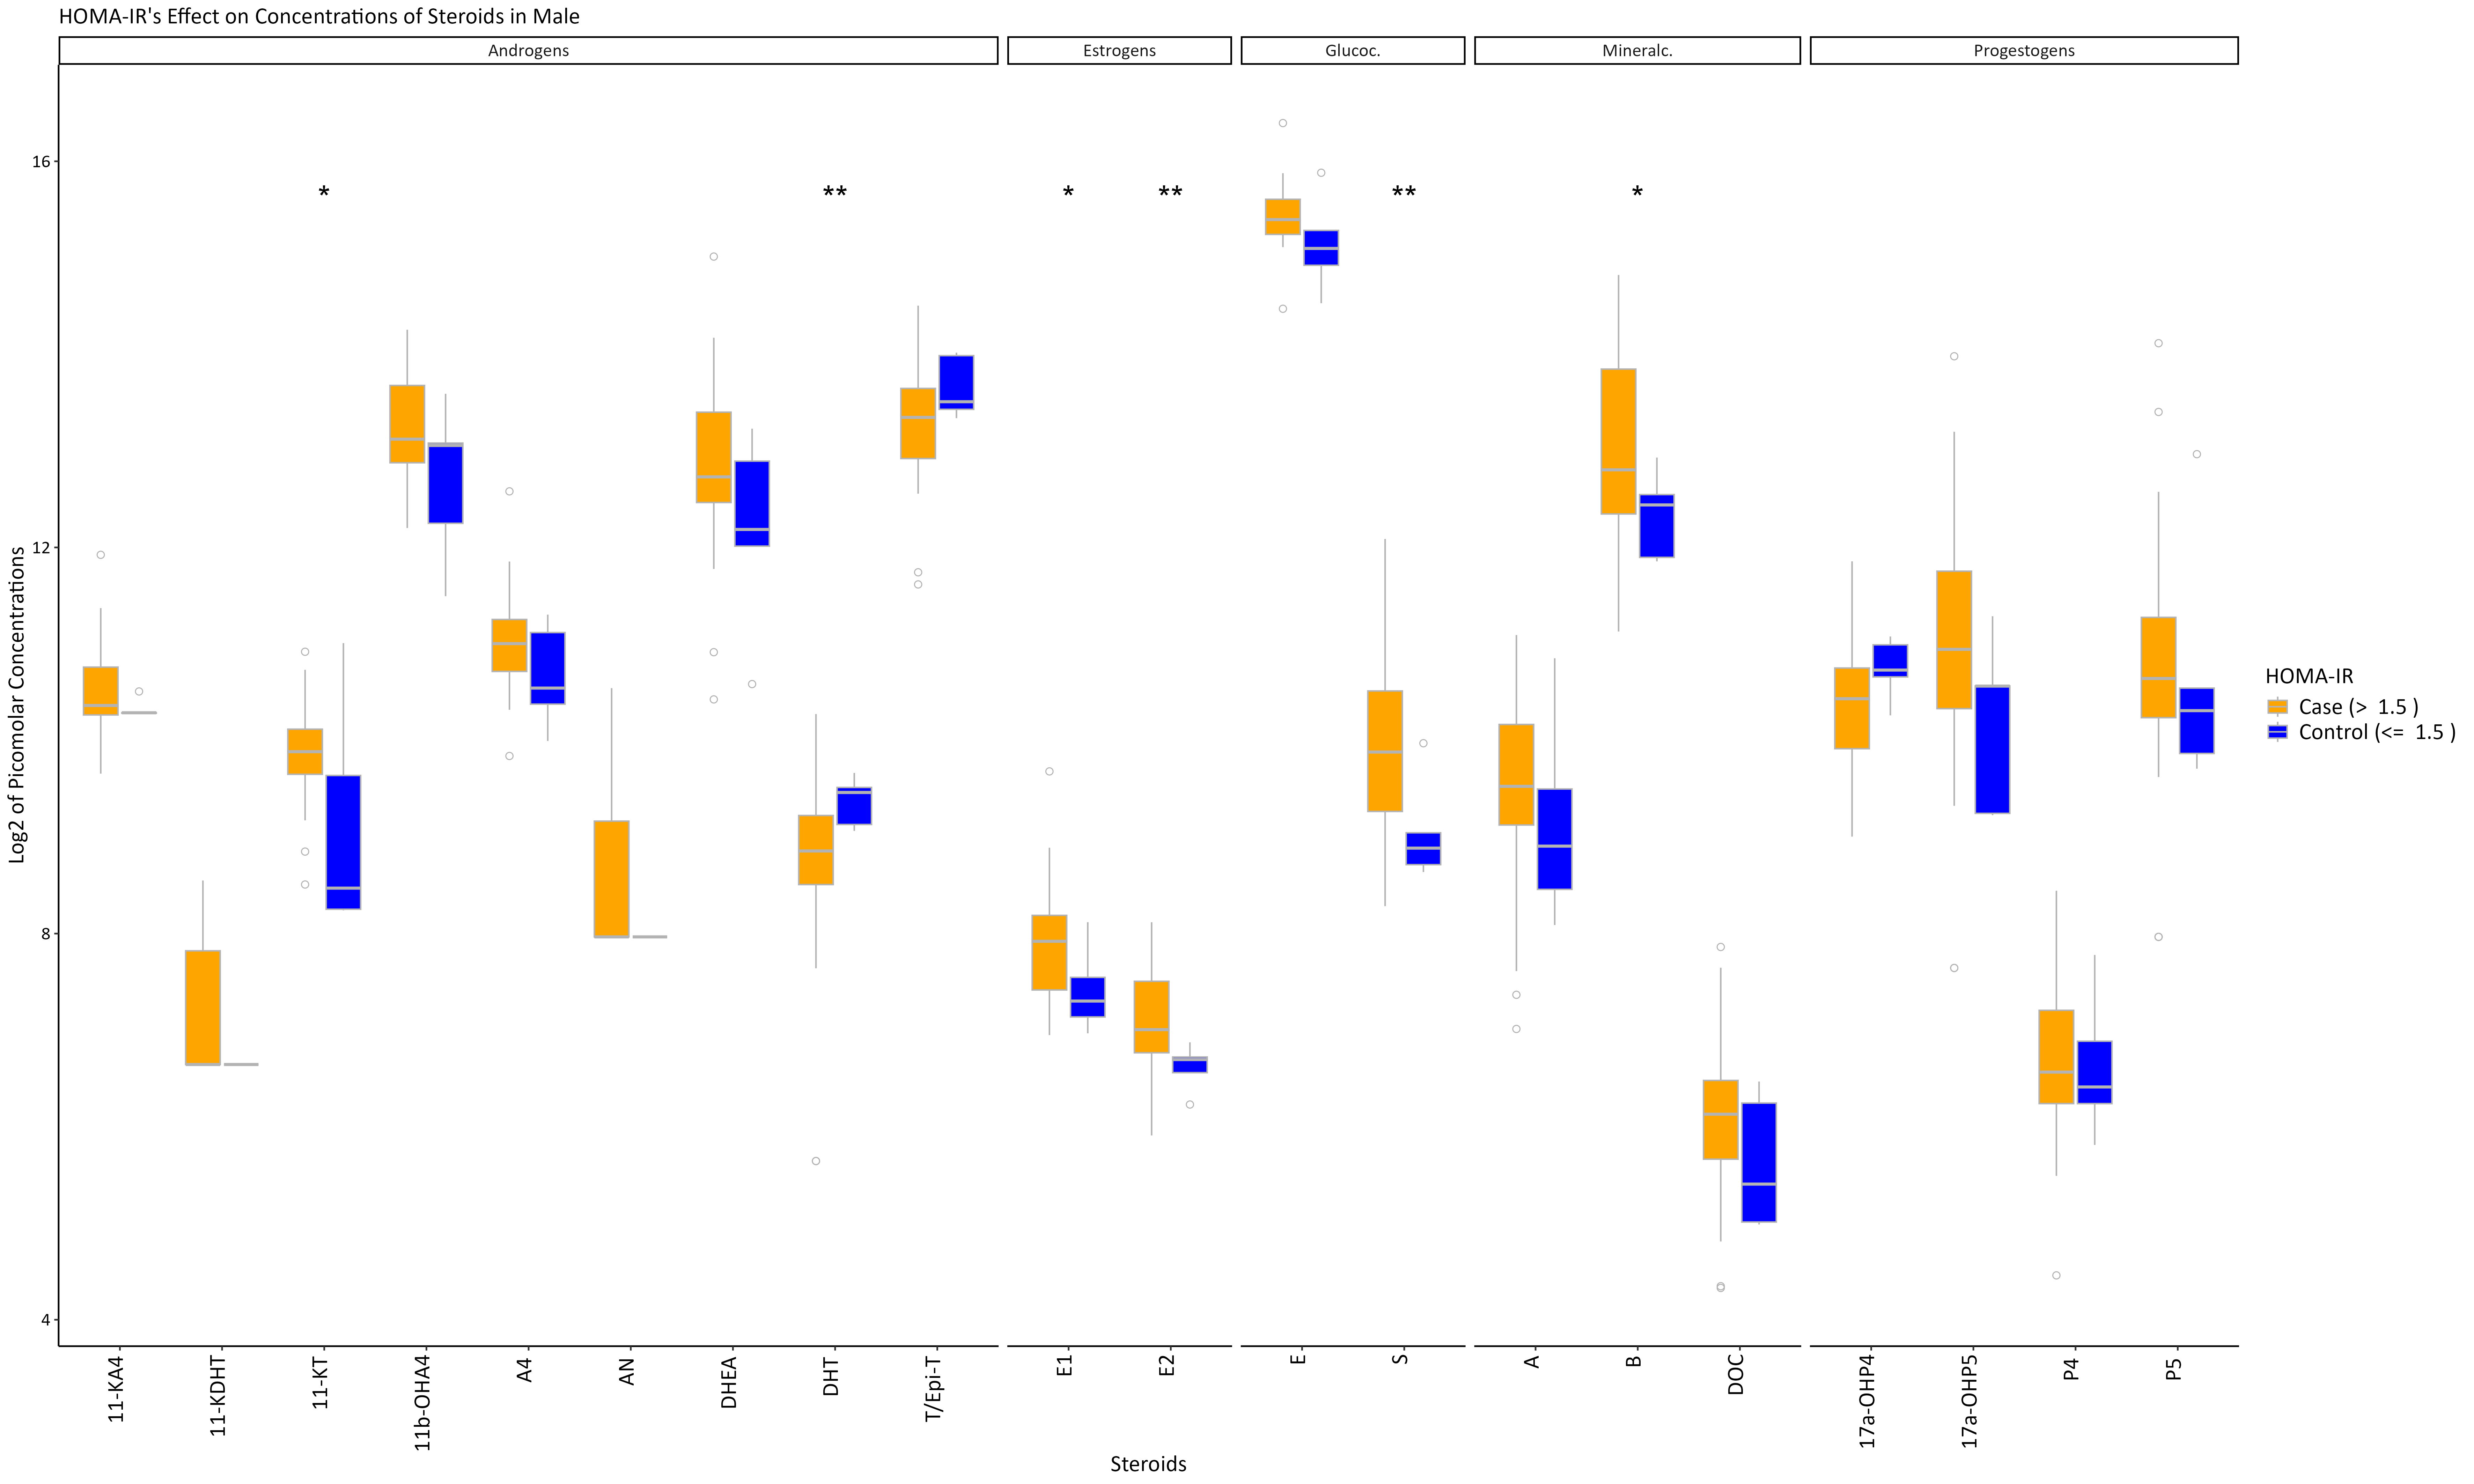 HOMA-IR's Effect on Concentrations of Steroids in Male
Androgens
Estrogens
Glucoc.
Mineralc.
Progestogens
Log2 of Picomolar Concentrations
16
12
8
4
*
**
*
**
**
*
11-KA4
11-KDHT
11-KT
11b-OHA4
A4
AN
DHEA
DHT
T/Epi-T
E1
E2
E
S
A
B
DOC
17a-OHP4
17a-OHP5
P4
P5
Steroids
HOMA-IR
Case (> 1.5 )
Control (<= 1.5 )